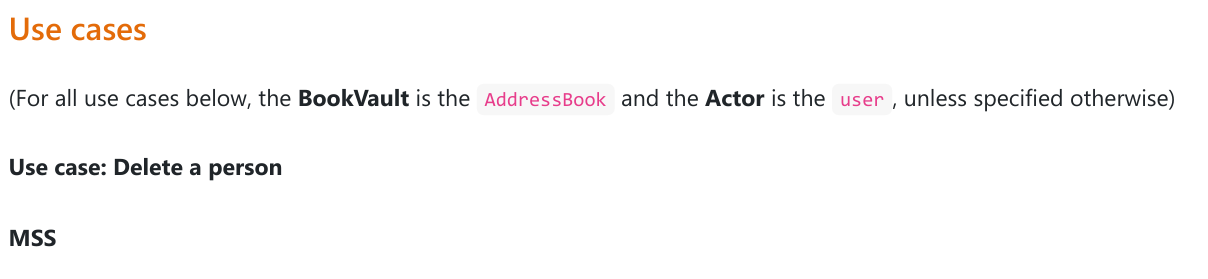 Use cases
(For all use cases below, the BookVault is the AddressBook and the Actor is the user, unless specified otherwise)
Use case: Delete a person
MSS